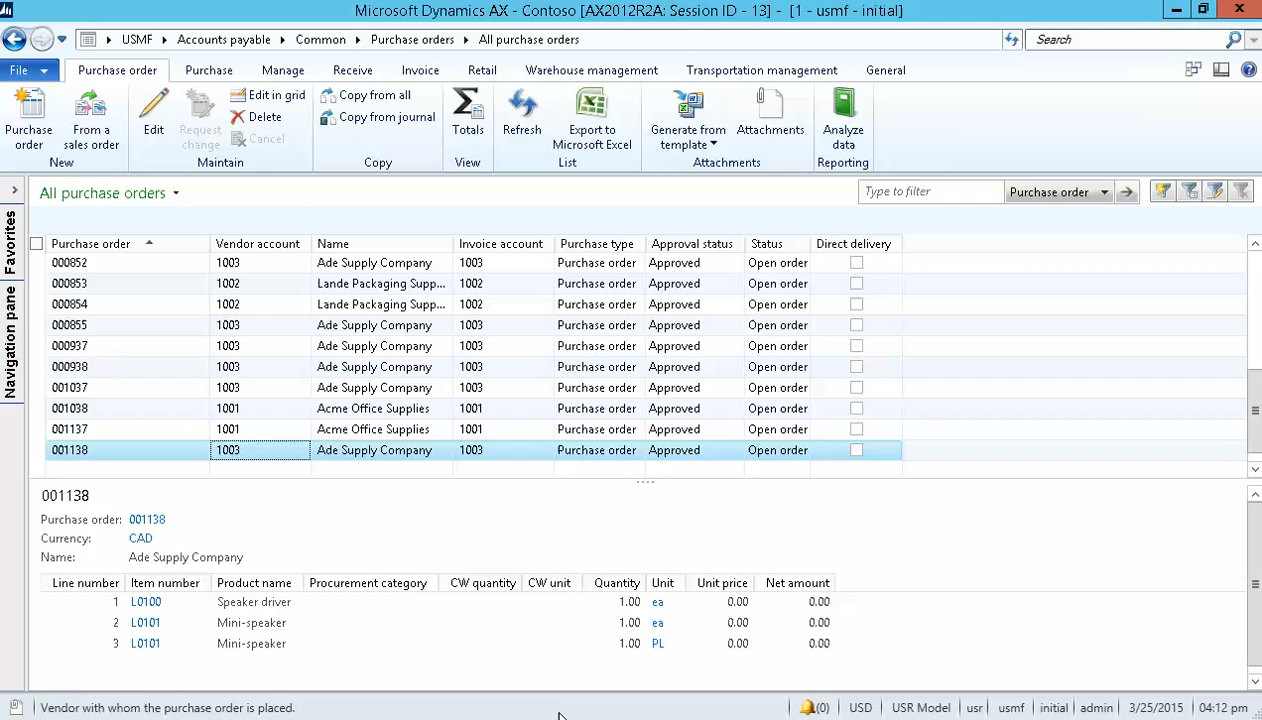 Microsoft Dynamics AX - Contoso [AX2012R2A: Session ID - 13] - [1 - usmf - initial]
USMF Accounts payable Common Purchase orders All purchase orders Search
File Purchase order Purchase Manage Receive Invoice Retail Warehouse management Transportation management General
Purchase order
From a sales order
New
Edit
Request change
Edit in grid
Delete
Cancel
Maintain
Copy from all
Copy from journal
Copy
Totals
View
Refresh
Export to Microsoft Excel
List
Generate from template
Attachments
Attachments
Analyze data
Reporting
All purchase orders Type to filter Purchase order
Favorites
Navigation pane
Purchase order Vendor account Name Invoice account Purchase type Approval status Status Direct delivery
000852 1003 Ade Supply Company 1003 Purchase order Approved Open order
000853 1002 Lande Packaging Supp... 1002 Purchase order Approved Open order
000854 1002 Lande Packaging Supp... 1002 Purchase order Approved Open order
000855 1003 Ade Supply Company 1003 Purchase order Approved Open order
000937 1003 Ade Supply Company 1003 Purchase order Approved Open order
000938 1003 Ade Supply Company 1003 Purchase order Approved Open order
001037 1003 Ade Supply Company 1003 Purchase order Approved Open order
001038 1001 Acme Office Supplies 1001 Purchase order Approved Open order
001137 1001 Acme Office Supplies 1001 Purchase order Approved Open order
001138 1003 Ade Supply Company 1003 Purchase order Approved Open order
001138
Purchase order: 001138
Currency: CAD
Name: Ade Supply Company
Line number Item number Product name Procurement category CW quantity CW unit Quantity Unit Unit price Net amount
1 L0100 Speaker driver 1.00 ea 0.00 0.00
2 L0101 Mini-speaker 1.00 ea 0.00 0.00
3 L0101 Mini-speaker 1.00 PL 0.00 0.00
Vendor with whom the purchase order is placed. (0) USD USR Model usr usmf initial admin 3/25/2015 04:12 pm